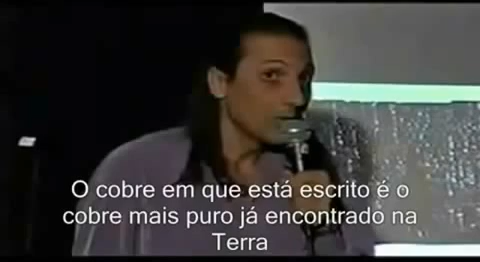 O cobre em que está escrito é o
cobre mais puro já encontrado na
Terra